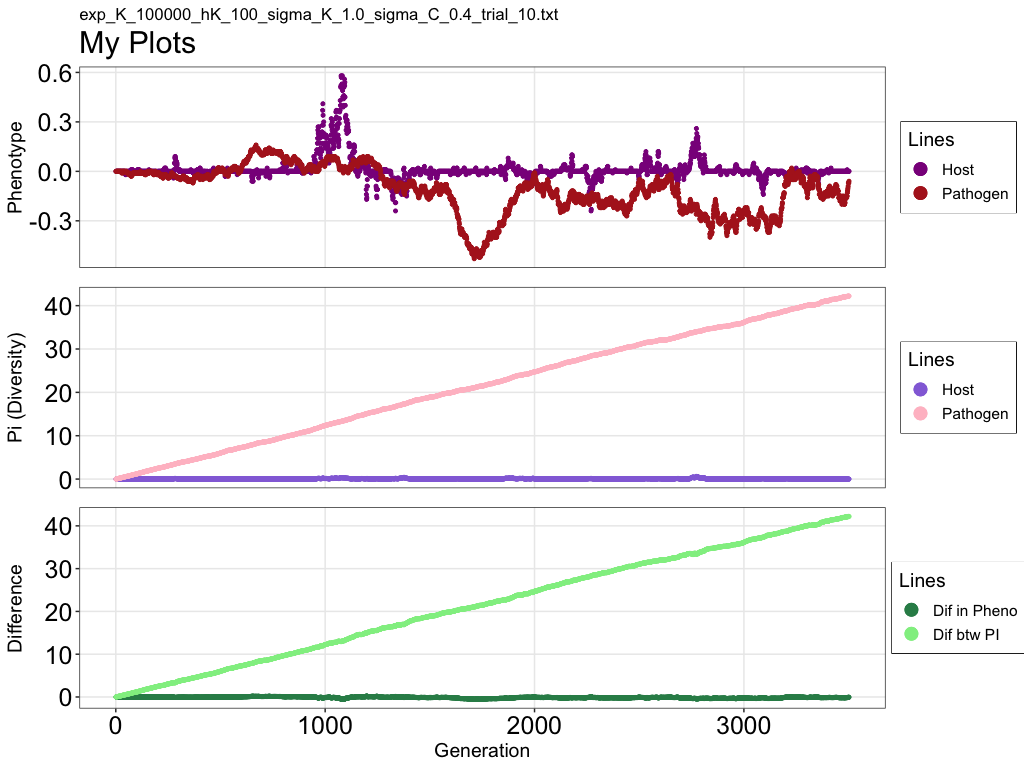 exp_K_100000_hK_100_sigma_K_1.0_sigma_C_0.4_trial_10.txt
My Plots
Phenotype
0.6
0.3
0.0
-0.3
Lines
Host
Pathogen
Pi (Diversity)
40
30
20
10
0
Lines
Host
Pathogen
Difference
40
30
20
10
0
Lines
Dif in Pheno
Dif btw PI
0 1000 2000 3000
Generation